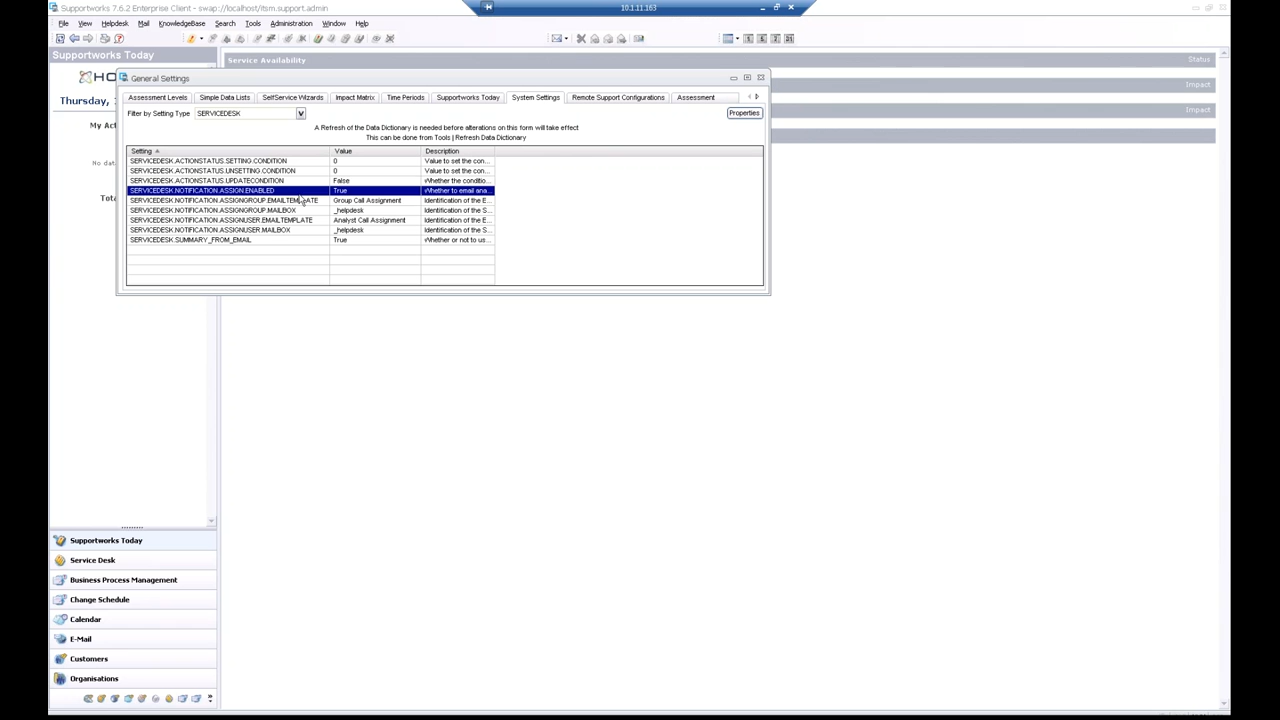 Supportworks 7.6.2 Enterprise Client - swap://localhost/itsm.support.admin
10.1.11.163
File View Helpdesk Mail KnowledgeBase Search Tools Administration Window Help
Supportworks Today
Service Availability Status
HO
General Settings
Impact
Thursday,
Assessment Levels Simple Data Lists SelfService Wizards Impact Matrix Time Periods Supportworks Today System Settings Remote Support Configurations Assessment
Impact
Filter by Setting Type SERVICEDESK Properties
My Ac
A Refresh of the Data Dictionary is needed before alterations on this form will take effect
This can be done from Tools | Refresh Data Dictionary
Setting Value Description
SERVICEDESK.ACTIONSTATUS.SETTING.CONDITION 0 Value to set the con...
No da
SERVICEDESK.ACTIONSTATUS.UNSETTING.CONDITION 0 Value to set the con...
SERVICEDESK.ACTIONSTATUS.UPDATECONDITION False Whether the conditio...
SERVICEDESK.NOTIFICATION.ASSIGN.ENABLED True Whether to email ana...
Tota
SERVICEDESK.NOTIFICATION.ASSIGNGROUP.EMAILTEMPLATE Group Call Assignment Identification of the E...
SERVICEDESK.NOTIFICATION.ASSIGNGROUP.MAILBOX _helpdesk Identification of the S...
SERVICEDESK.NOTIFICATION.ASSIGNUSER.EMAILTEMPLATE Analyst Call Assignment Identification of the E...
SERVICEDESK.NOTIFICATION.ASSIGNUSER.MAILBOX _helpdesk Identification of the S...
SERVICEDESK.SUMMARY_FROM_EMAIL True Whether or not to us...
Supportworks Today
Service Desk
Business Process Management
Change Schedule
Calendar
E-Mail
Customers
Organisations